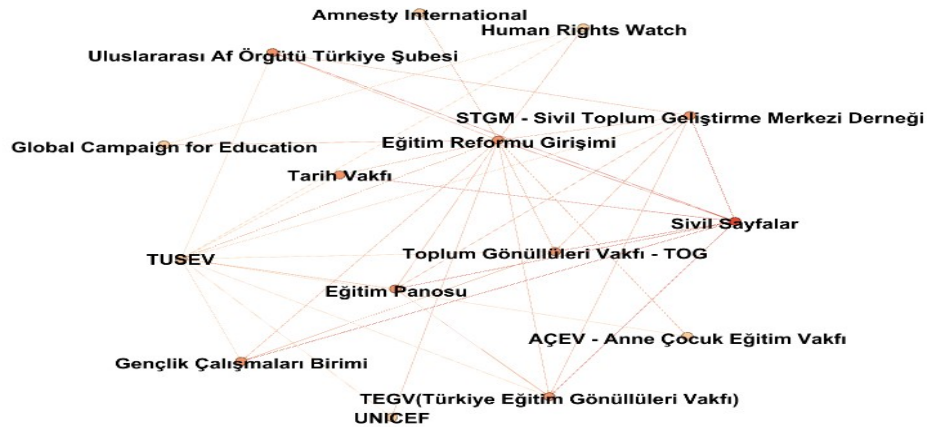 Amnesty International
Human Rights Watch
Uluslararası Af Örgütü Türkiye Şubesi
STGM - Sivil Toplum Geliştirme Merkezi Derneği
Eğitim Reformu Girişimi
Global Campaign for Education
Tarih Vakfı
Sivil Sayfalar
Toplum Gönüllüleri Vakfı - TOG
TUSEV
Eğitim Panosu
AÇEV - Anne Çocuk Eğitim Vakfı
Gençlik Çalışmaları Birimi
TEGV(Türkiye Eğitim Gönüllüleri Vakfı)
UNICEF